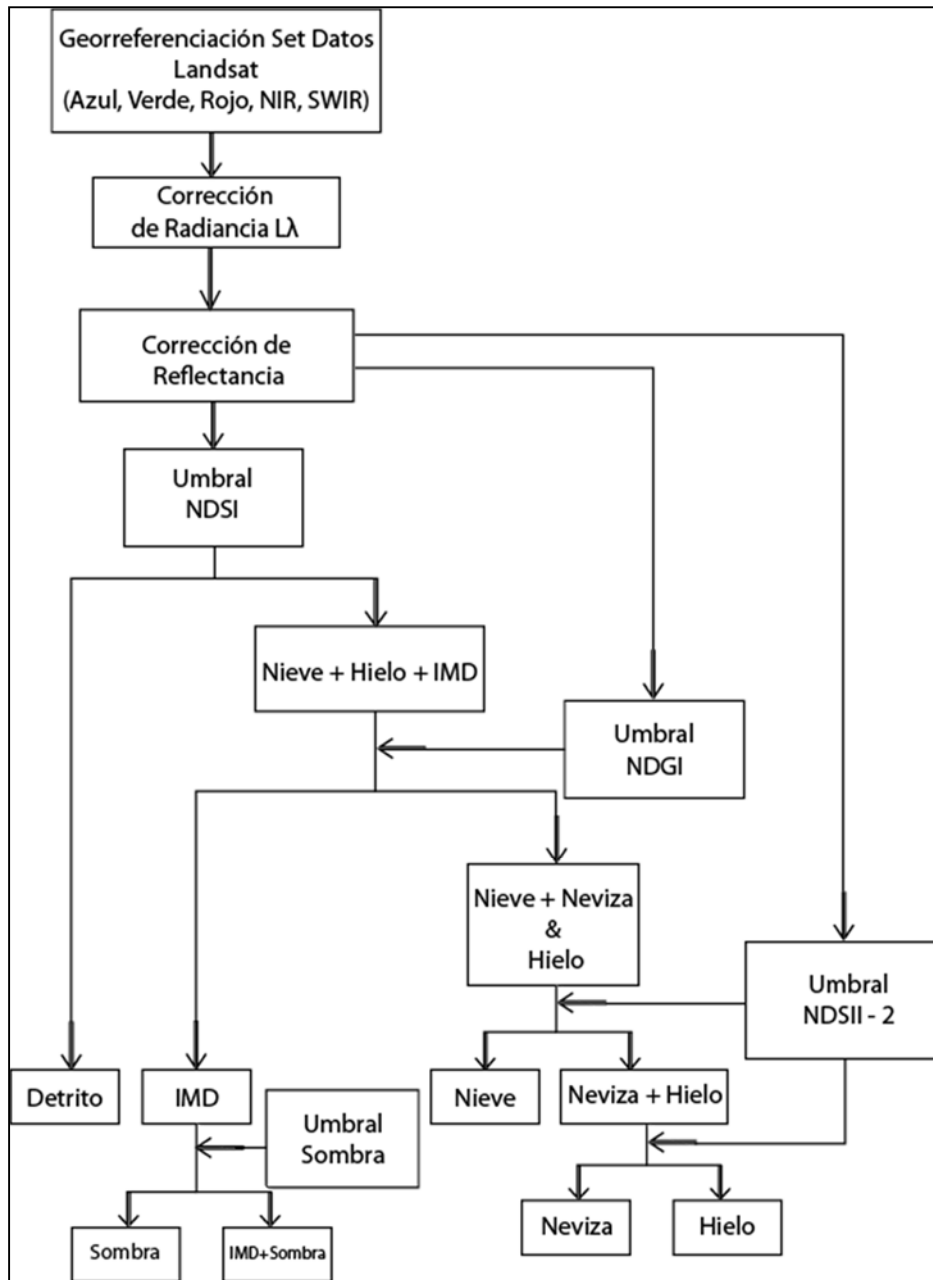 Georreferenciación Set Datos
Landsat
(Azul, Verde, Rojo, NIR, SWIR)
Corrección
de Radiancia Lλ
Corrección de
Reflectancia
Umbral
NDSI
Nieve + Hielo + IMD
Umbral
NDGI
Nieve + Neviza
&
Hielo
Umbral
NDSII - 2
Detrito
IMD
Umbral
Sombra
Nieve
Neviza + Hielo
Sombra
IMD+Sombra
Neviza
Hielo